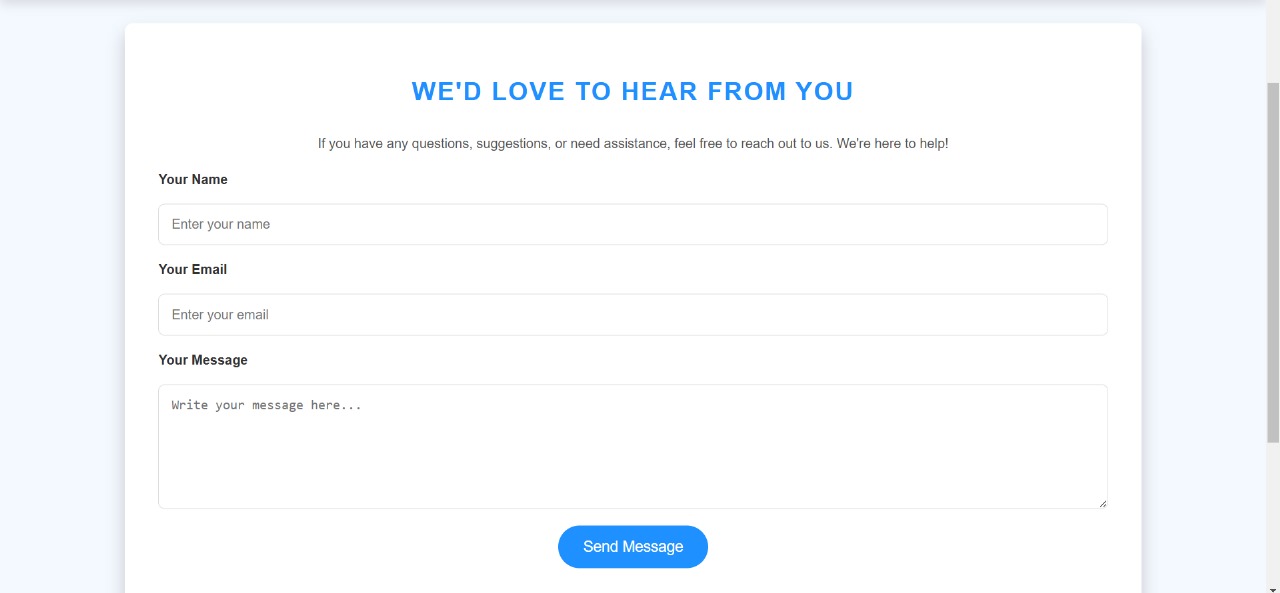 WE'D LOVE TO HEAR FROM YOU
If you have any questions, suggestions, or need assistance, feel free to reach out to us. We're here to help!
Your Name
Enter your name
Your Email
Enter your email
Your Message
Write your message here...
Send Message